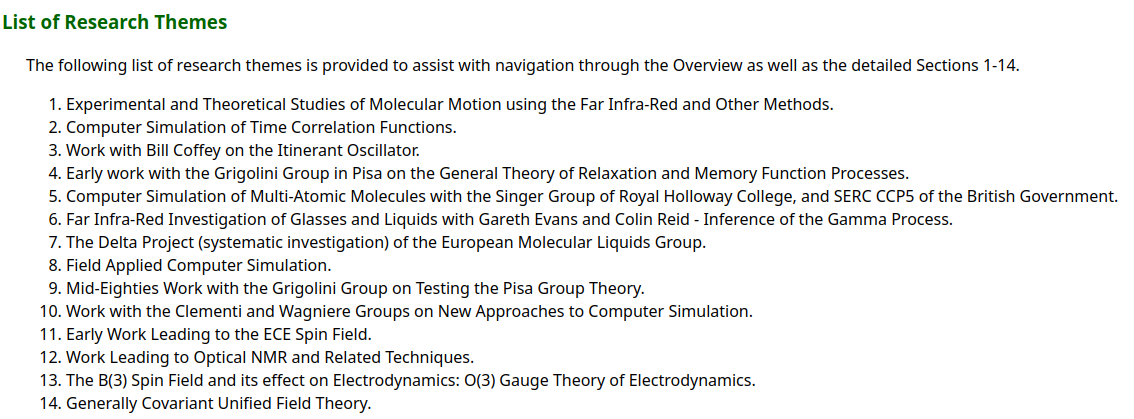 List of Research Themes
The following list of research themes is provided to assist with navigation through the Overview as well as the detailed Sections 1-14.
1. Experimental and Theoretical Studies of Molecular Motion using the Far Infra-Red and Other Methods.
2. Computer Simulation of Time Correlation Functions.
3. Work with Bill Coffey on the Itinerant Oscillator.
4. Early work with the Grigolini Group in Pisa on the General Theory of Relaxation and Memory Function Processes.
5. Computer Simulation of Multi-Atomic Molecules with the Singer Group of Royal Holloway College, and SERC CCP5 of the British Government.
6. Far Infra-Red Investigation of Glasses and Liquids with Gareth Evans and Colin Reid - Inference of the Gamma Process.
7. The Delta Project (systematic investigation) of the European Molecular Liquids Group.
8. Field Applied Computer Simulation.
9. Mid-Eighties Work with the Grigolini Group on Testing the Pisa Group Theory.
10. Work with the Clementi and Wagniere Groups on New Approaches to Computer Simulation.
11. Early Work Leading to the ECE Spin Field.
12. Work Leading to Optical NMR and Related Techniques.
13. The B(3) Spin Field and its effect on Electrodynamics: O(3) Gauge Theory of Electrodynamics.
14. Generally Covariant Unified Field Theory.